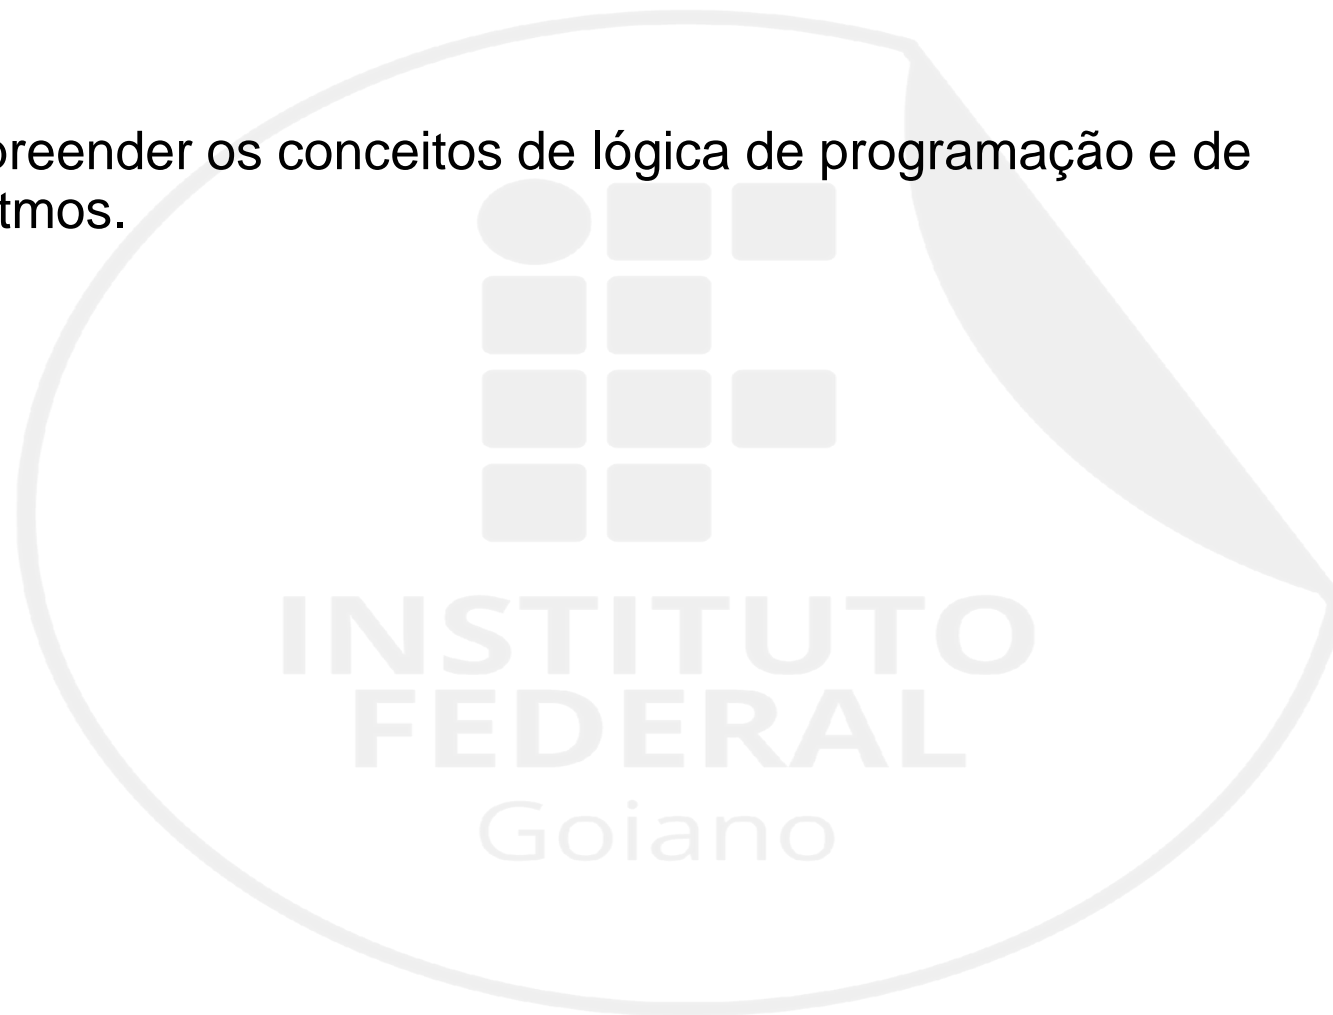 preender os conceitos de lógica de programação e de
tmos.
INSTITUTO
FEDERAL
Goiano